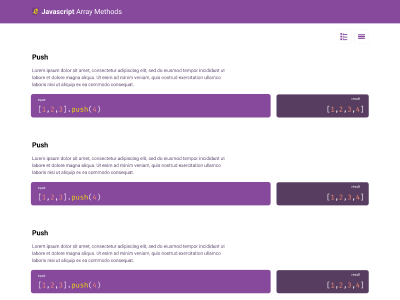 Javascript Array Methods
Push
Lorem ipsum dolor sit amet, consectetur adipiscing elit, sed do eiusmod tempor incididunt ut
labore et dolore magna aliqua. Ut enim ad minim veniam, quis nostrud exercitation ullamco
laboris nisi ut aliquip ex ea commodo consequat.
input
[1,2,3].push(4)
result
[1,2,3,4]
Push
Lorem ipsum dolor sit amet, consectetur adipiscing elit, sed do eiusmod tempor incididunt ut
labore et dolore magna aliqua. Ut enim ad minim veniam, quis nostrud exercitation ullamco
laboris nisi ut aliquip ex ea commodo consequat.
input
[1,2,3].push(4)
result
[1,2,3,4]
Push
Lorem ipsum dolor sit amet, consectetur adipiscing elit, sed do eiusmod tempor incididunt ut
labore et dolore magna aliqua. Ut enim ad minim veniam, quis nostrud exercitation ullamco
laboris nisi ut aliquip ex ea commodo consequat.
input
[1,2,3].push(4)
result
[1,2,3,4]